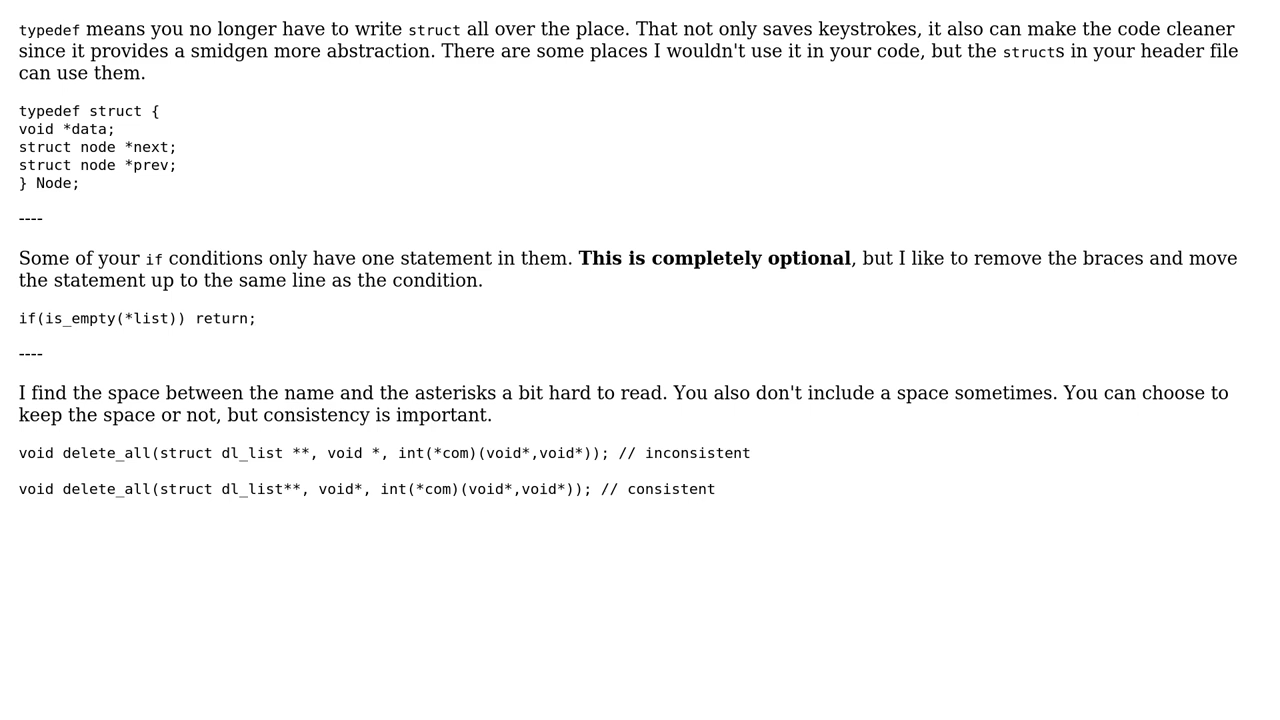 typedef means you no longer have to write struct all over the place. That not only saves keystrokes, it also can make the code cleaner
since it provides a smidgen more abstraction. There are some places I wouldn't use it in your code, but the structs in your header file
can use them.
typedef struct {
void *data;
struct node *next;
struct node *prev;
} Node;
----
Some of your if conditions only have one statement in them. This is completely optional, but I like to remove the braces and move
the statement up to the same line as the condition.
if(is_empty(*list)) return;
----
I find the space between the name and the asterisks a bit hard to read. You also don't include a space sometimes. You can choose to
keep the space or not, but consistency is important.
void delete_all(struct dl_list **, void *, int(*com)(void*,void*)); // inconsistent
void delete_all(struct dl_list**, void*, int(*com)(void*,void*)); // consistent